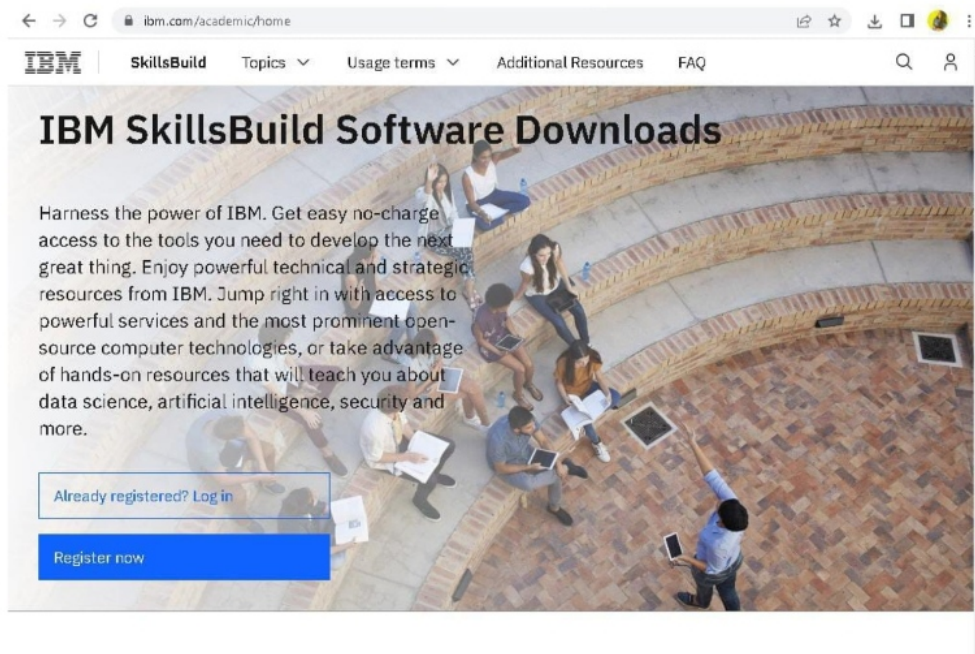 ibm.com/academic/home
IBM SkillsBuild Topics Usage terms Additional Resources FAQ
IBM SkillsBuild Software Downloads
Harness the power of IBM. Get easy no-charge
access to the tools you need to develop the next
great thing. Enjoy powerful technical and strategic
resources from IBM. Jump right in with access to
powerful services and the most prominent open-
source computer technologies, or take advantage
of hands-on resources that will teach you about
data science, artificial intelligence, security and
more.
Already registered? Log in
Register now